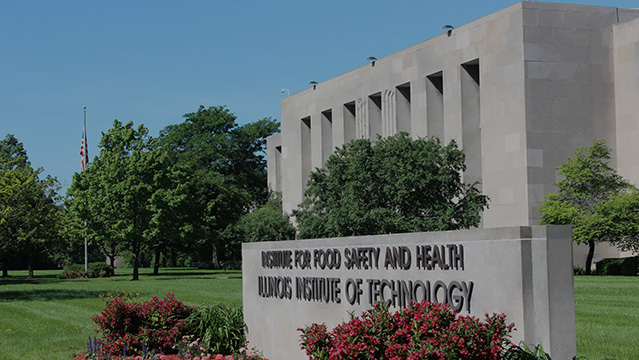 INSTITUTE FOR FOOD SAFETY AND HEALTH
ILLINOIS INSTITUTE OF TECHNOLOGY